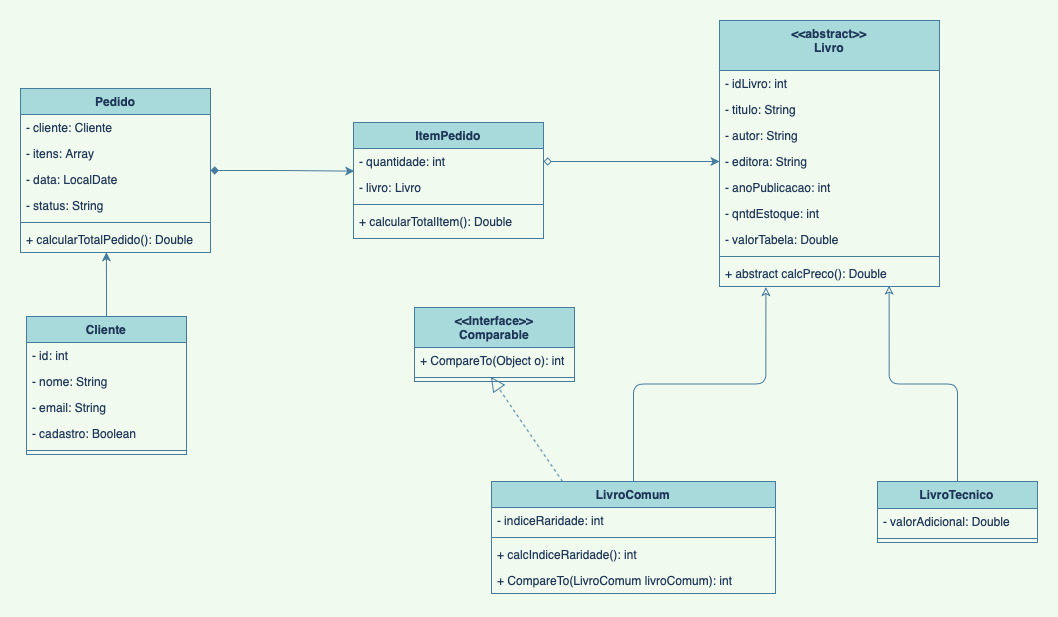 <<abstract>>
Livro
- idLivro: int
- titulo: String
- autor: String
- editora: String
- anoPublicacao: int
- qntdEstoque: int
- valorTabela: Double
+ abstract calcPreco(): Double
Pedido
- cliente: Cliente
- itens: Array
- data: LocalDate
- status: String
+ calcularTotalPedido(): Double
ItemPedido
- quantidade: int
- livro: Livro
+ calcularTotalItem(): Double
Cliente
- id: int
- nome: String
- email: String
- cadastro: Boolean
<<Interface>>
Comparable
+ CompareTo(Object o): int
LivroComum
- indiceRaridade: int
+ calcIndiceRaridade(): int
+ CompareTo(LivroComum livroComum): int
LivroTecnico
- valorAdicional: Double